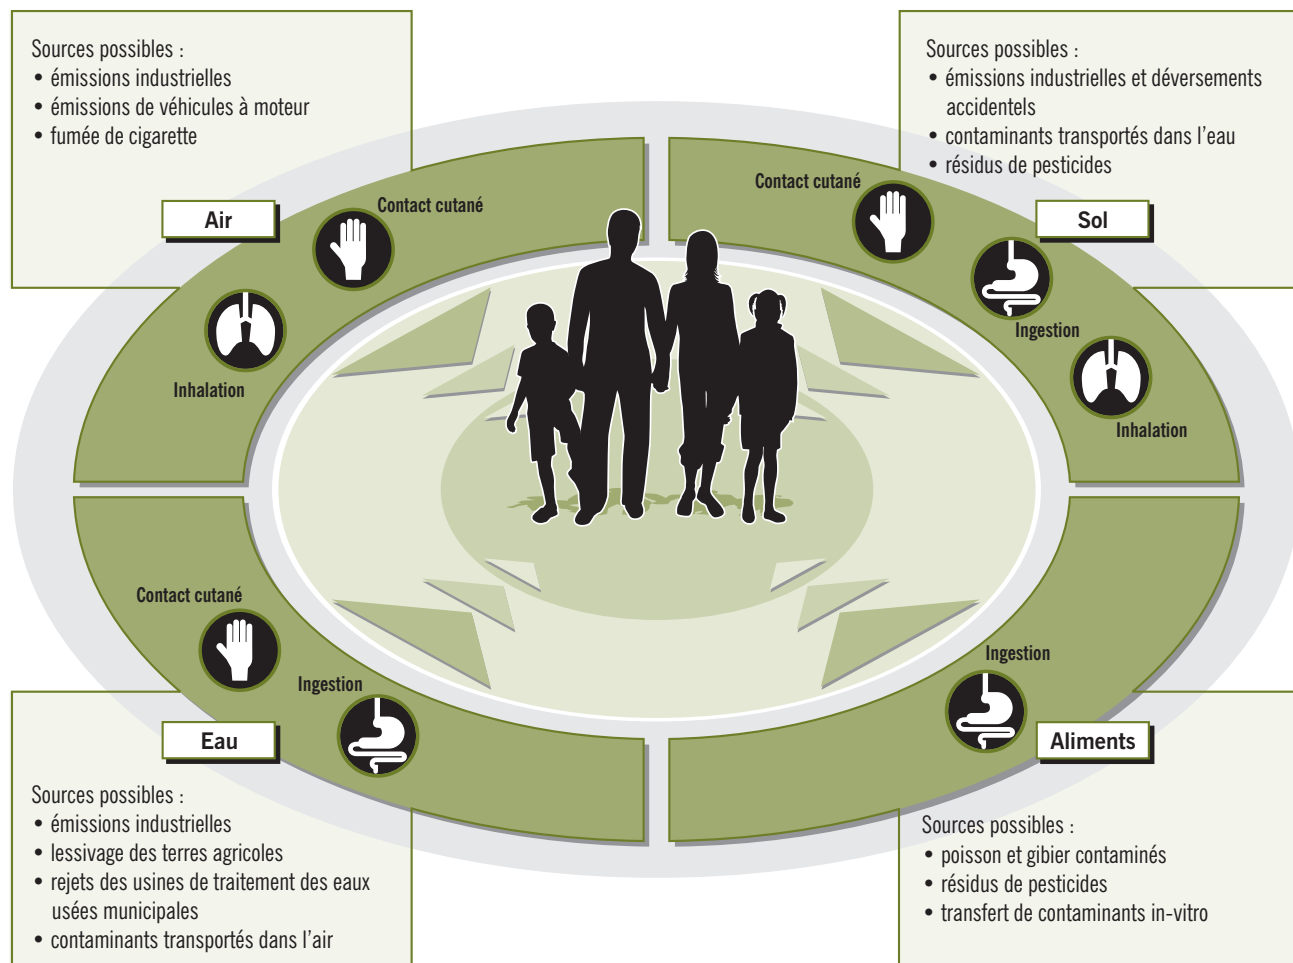 Sources possibles :
• émissions industrielles
• émissions de véhicules à moteur
• fumée de cigarette
Air
Contact cutané
Inhalation
Sources possibles :
• émissions industrielles et déversements
accidentels
• contaminants transportés dans l'eau
• résidus de pesticides
Sol
Contact cutané
Ingestion
Inhalation
Contact cutané
Ingestion
Eau
Sources possibles :
• émissions industrielles
• lessivage des terres agricoles
• rejets des usines de traitement des eaux
usées municipales
• contaminants transportés dans l'air
Ingestion
Aliments
Sources possibles :
• poisson et gibier contaminés
• résidus de pesticides
• transfert de contaminants in-vitro